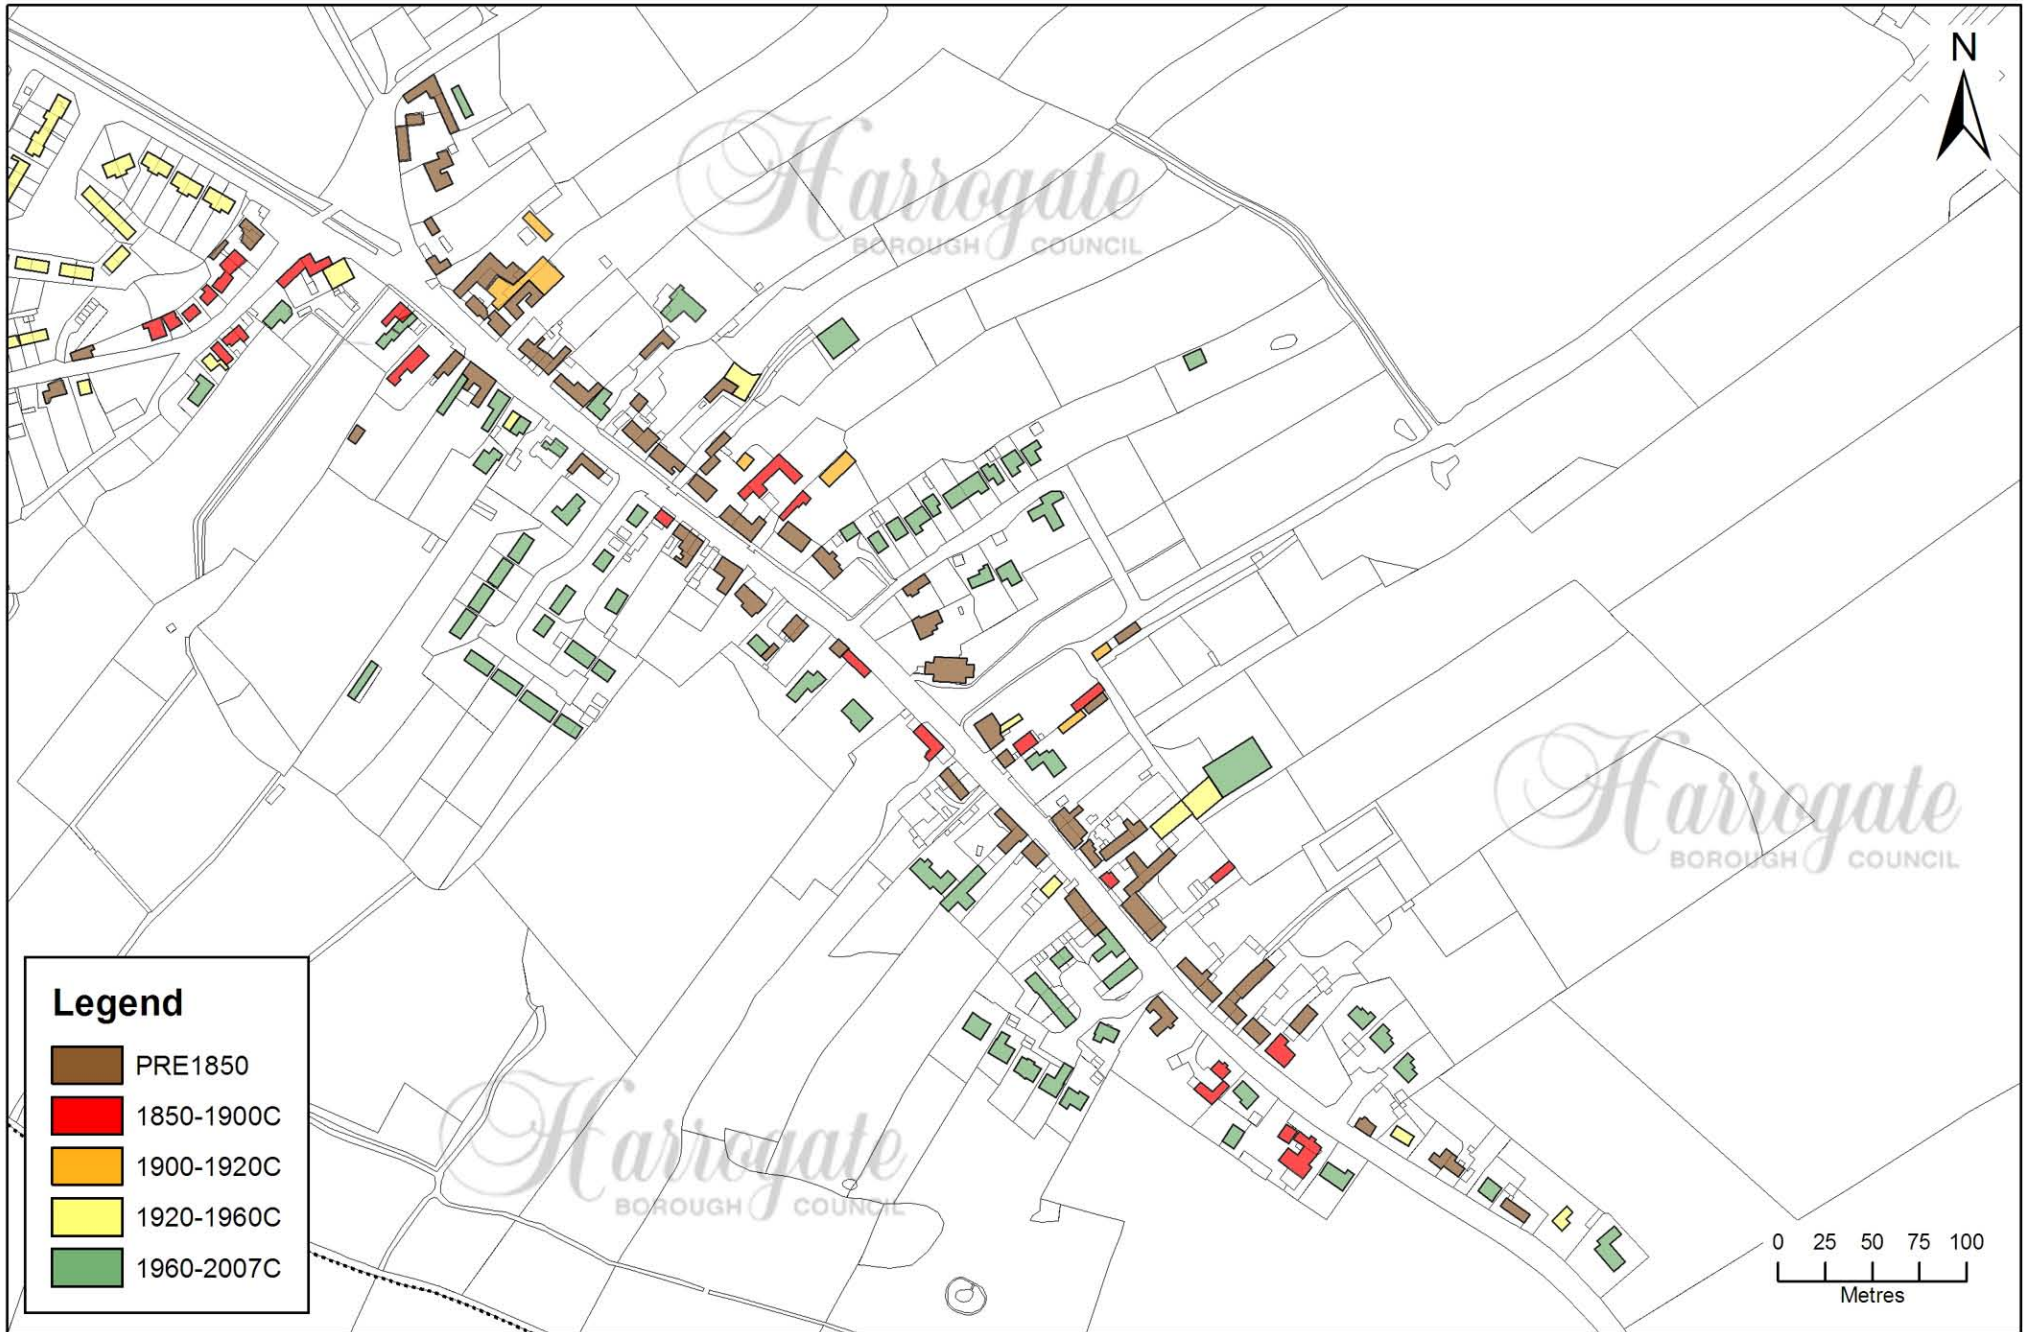 N
Harrogate
BOROUGH COUNCIL
Harrogate
BOROUGH COUNCIL
Harrogate
BOROUGH COUNCIL
Legend
PRE1850
1850-1900C
1900-1920C
1920-1960C
1960-2007C
0 25 50 75 100
Metres